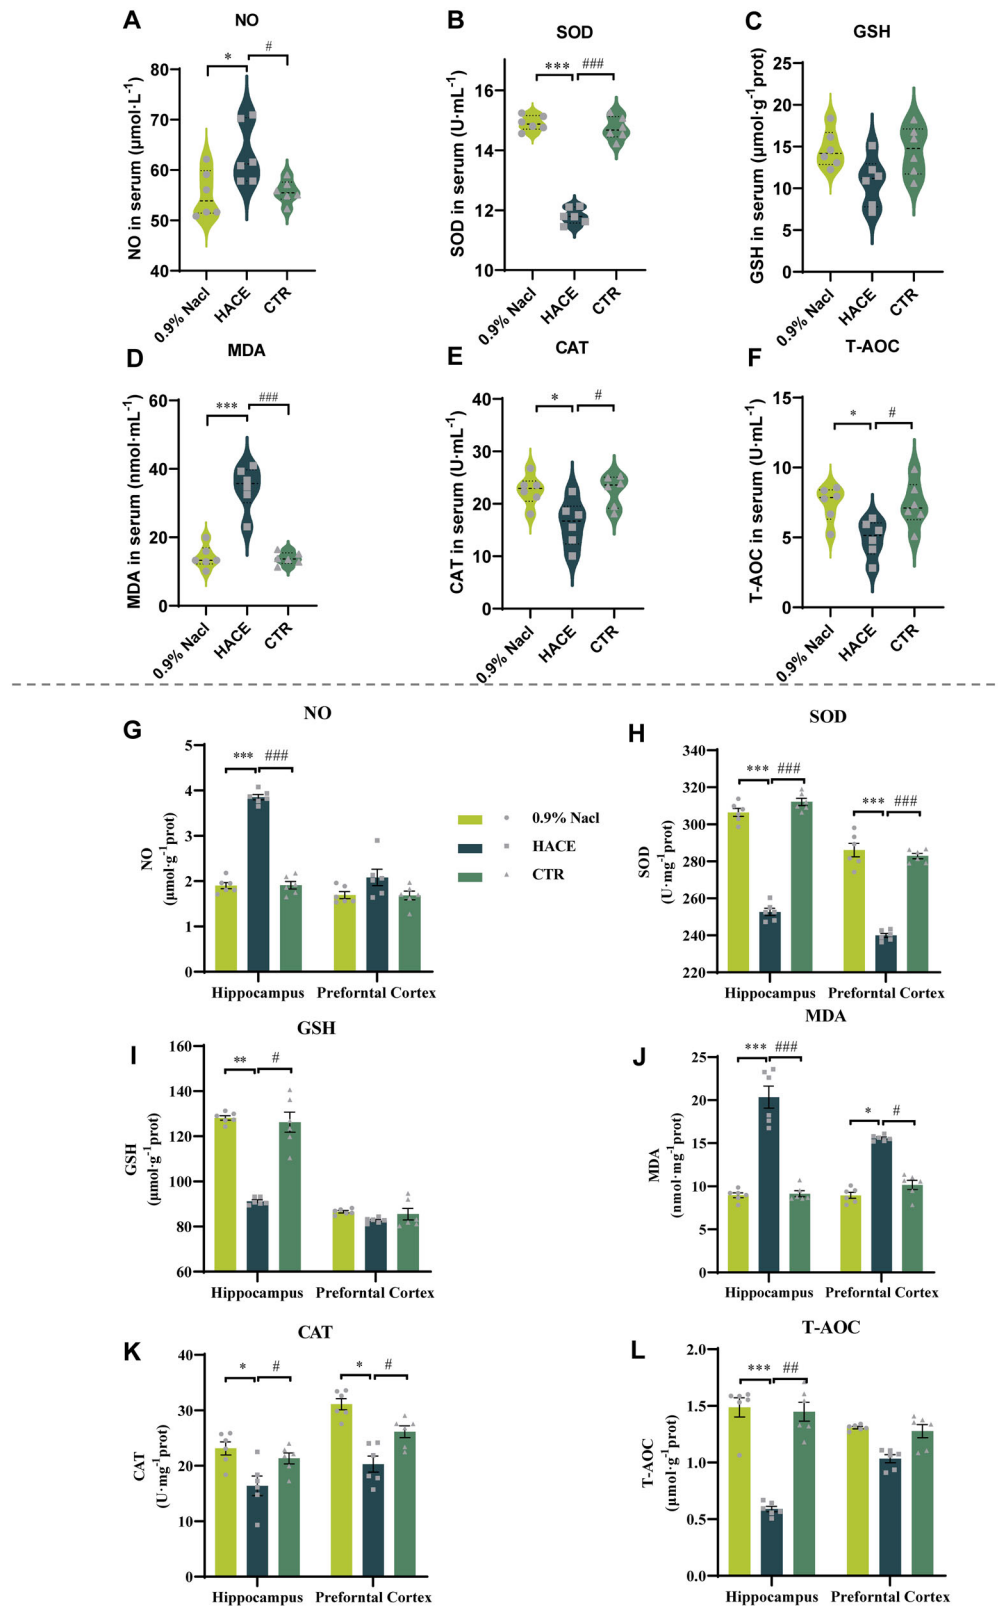 A
NO
NO in serum (μmol·L⁻¹)
80
70
60
50
40
*
#
0.9% Nacl
HACE
CTR
B
SOD
SOD in serum (U·mL⁻¹)
16
14
12
10
***
###
0.9% Nacl
HACE
CTR
C
GSH
GSH in serum (μmol·g⁻¹prot)
25
20
15
10
5
0
0.9% Nacl
HACE
CTR
D
MDA
MDA in serum (nmol·mL⁻¹)
60
40
20
0
***
###
0.9% Nacl
HACE
CTR
E
CAT
CAT in serum (U·mL⁻¹)
40
30
20
10
0
*
#
0.9% Nacl
HACE
CTR
F
T-AOC
T-AOC in serum (U·mL⁻¹)
15
10
5
0
*
#
0.9% Nacl
HACE
CTR
G
NO
NO
(μmol·g⁻¹prot)
5
4
3
2
1
0
***
###
Hippocampus
Preforntal Cortex
0.9% Nacl
HACE
CTR
H
SOD
SOD
(U·mg⁻¹prot)
340
320
300
280
260
240
220
***
###
***
###
Hippocampus
Preforntal Cortex
I
GSH
GSH
(μmol·g⁻¹prot)
160
140
120
100
80
60
**
#
Hippocampus
Preforntal Cortex
J
MDA
MDA
(nmol·mg⁻¹prot)
25
20
15
10
5
0
***
###
*
#
Hippocampus
Preforntal Cortex
K
CAT
CAT
(U·mg⁻¹prot)
40
30
20
10
0
*
#
*
#
Hippocampus
Preforntal Cortex
L
T-AOC
T-AOC
(μmol·g⁻¹prot)
2.0
1.5
1.0
0.5
0.0
***
##
Hippocampus
Preforntal Cortex